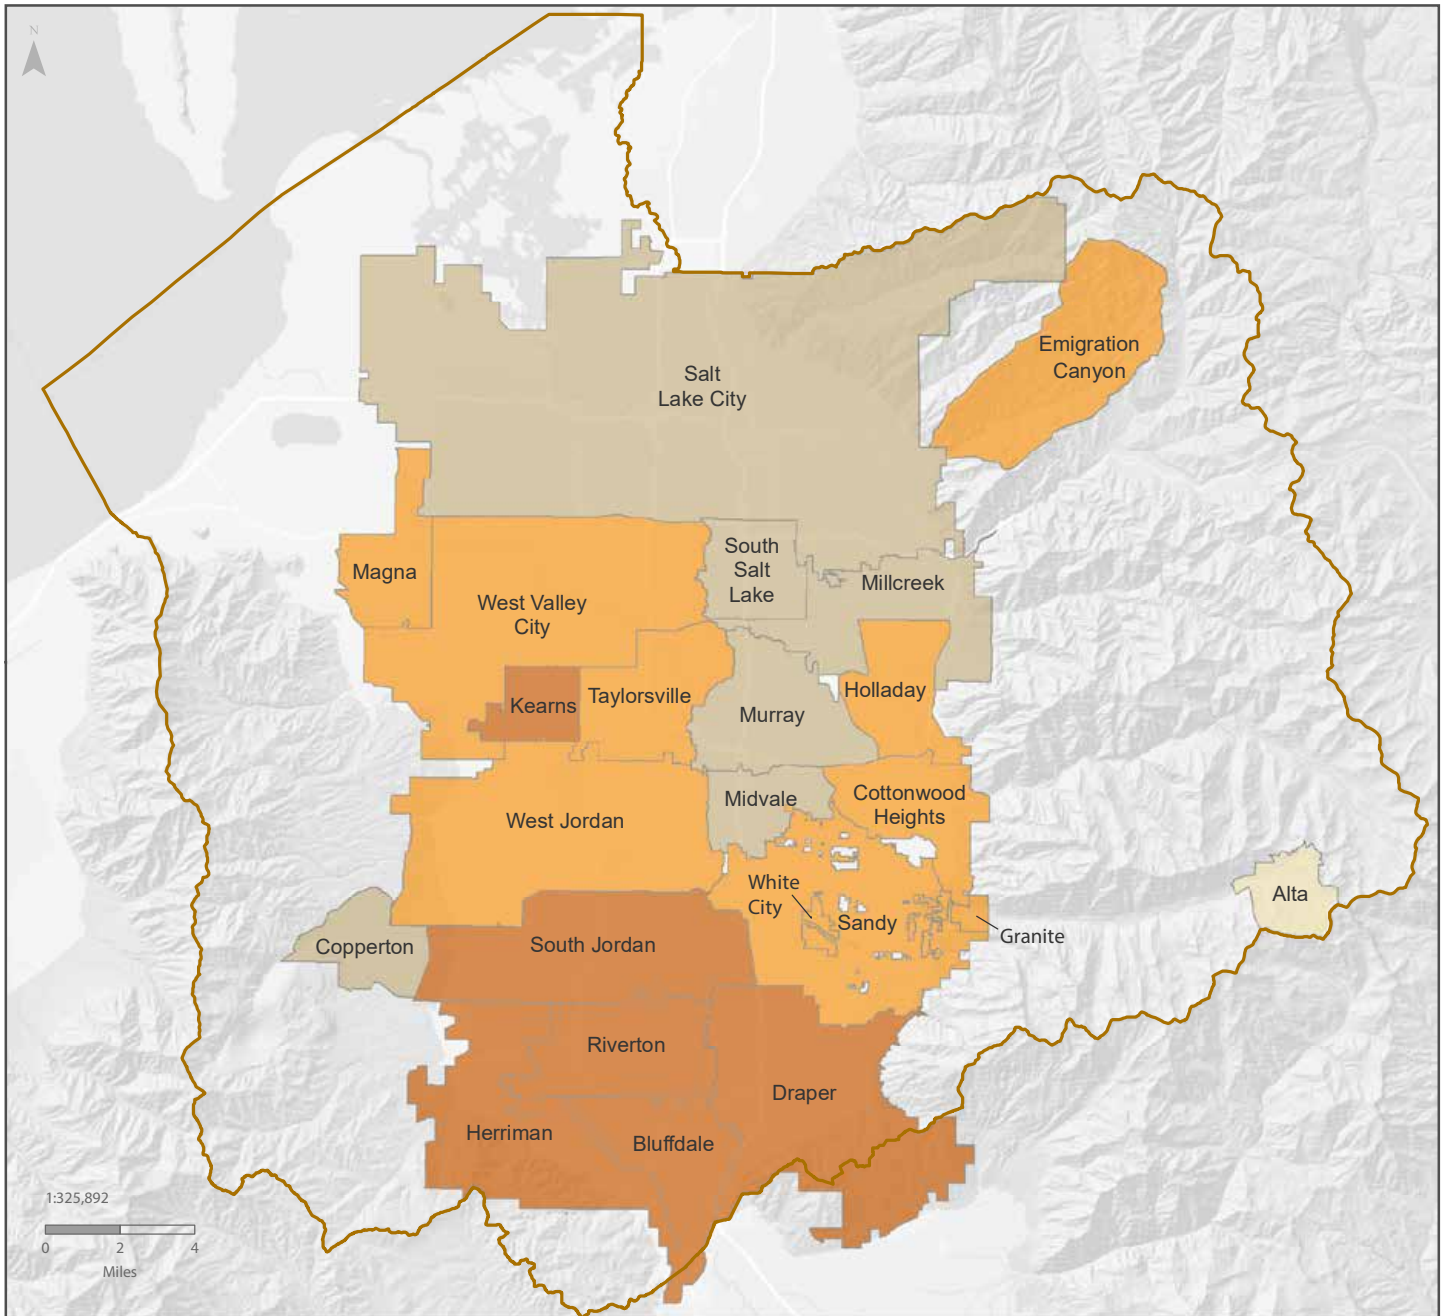 N
Emigration
Canyon
Salt
Lake City
South
Salt
Lake
Magna
Millcreek
West Valley
City
Holladay
Taylorsville
Kearns
Murray
Cottonwood
Heights
Midvale
West Jordan
White
City
Alta
Sandy
Granite
South Jordan
Copperton
Riverton
Draper
Herriman
Bluffdale
1:325,892
0 2 4
Miles